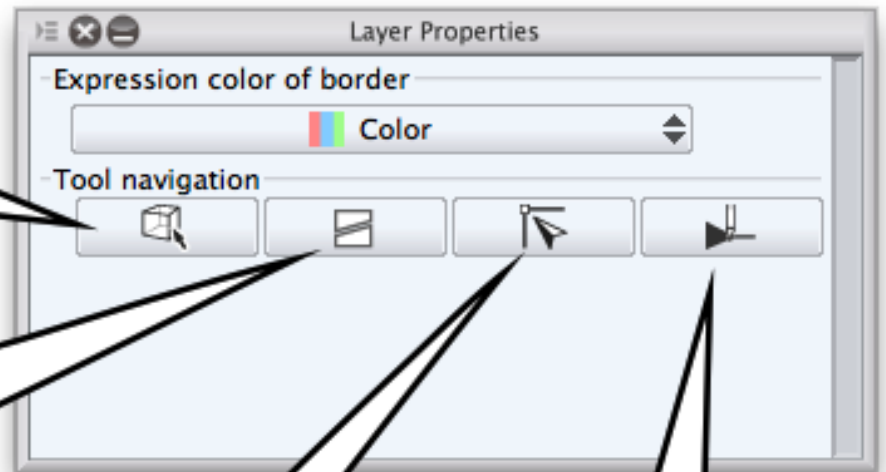 Layer Properties
Expression color of border
Color
Tool navigation